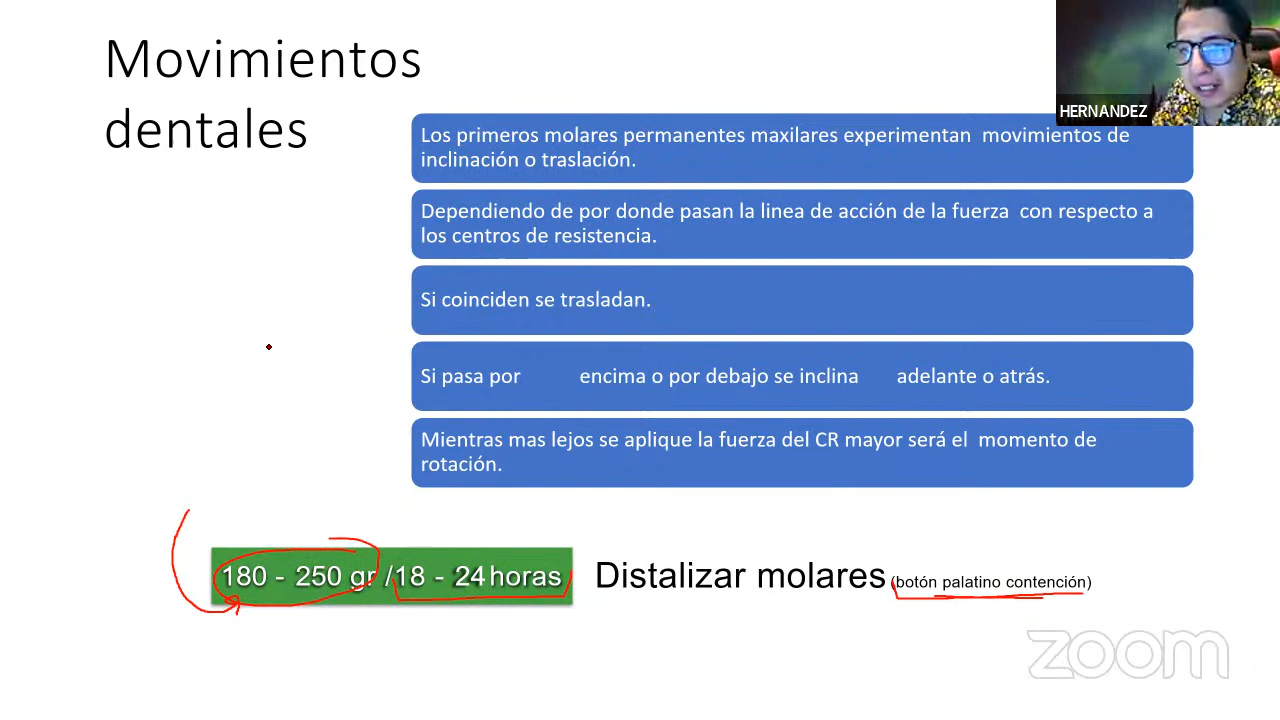 Movimientos
dentales
HERNANDEZ
Los primeros molares permanentes maxilares experimentan movimientos de
inclinación o traslación.
Dependiendo de por donde pasan la linea de acción de la fuerza con respecto a
los centros de resistencia.
Si coinciden se trasladan.
Si pasa por encima o por debajo se inclina adelante o atrás.
Mientras mas lejos se aplique la fuerza del CR mayor será el momento de
rotación.
180 - 250 gr /18 - 24 horas Distalizar molares (botón palatino contención)
zoom